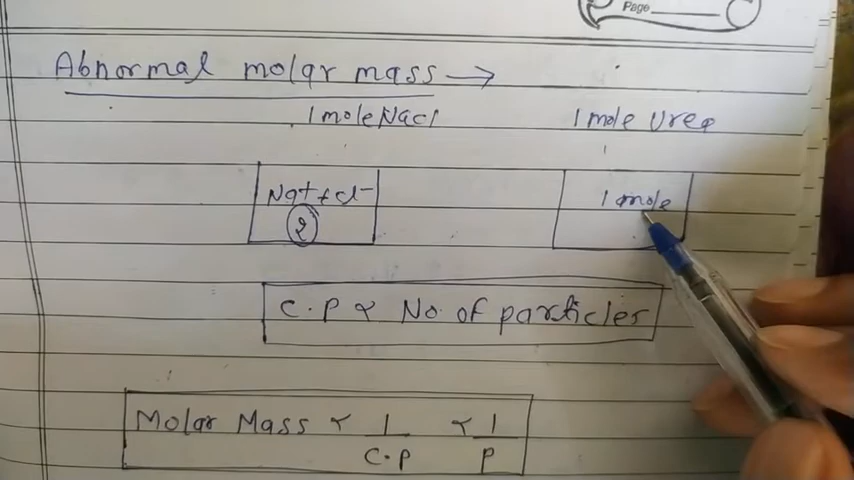 Page
Abnormal molar mass →
1 mole NaCl 1 mole Urea
Na+ + cl- 1 mole
2
C.P ∝ No. of particles
Molar Mass ∝ 1/C.P ∝ 1/P